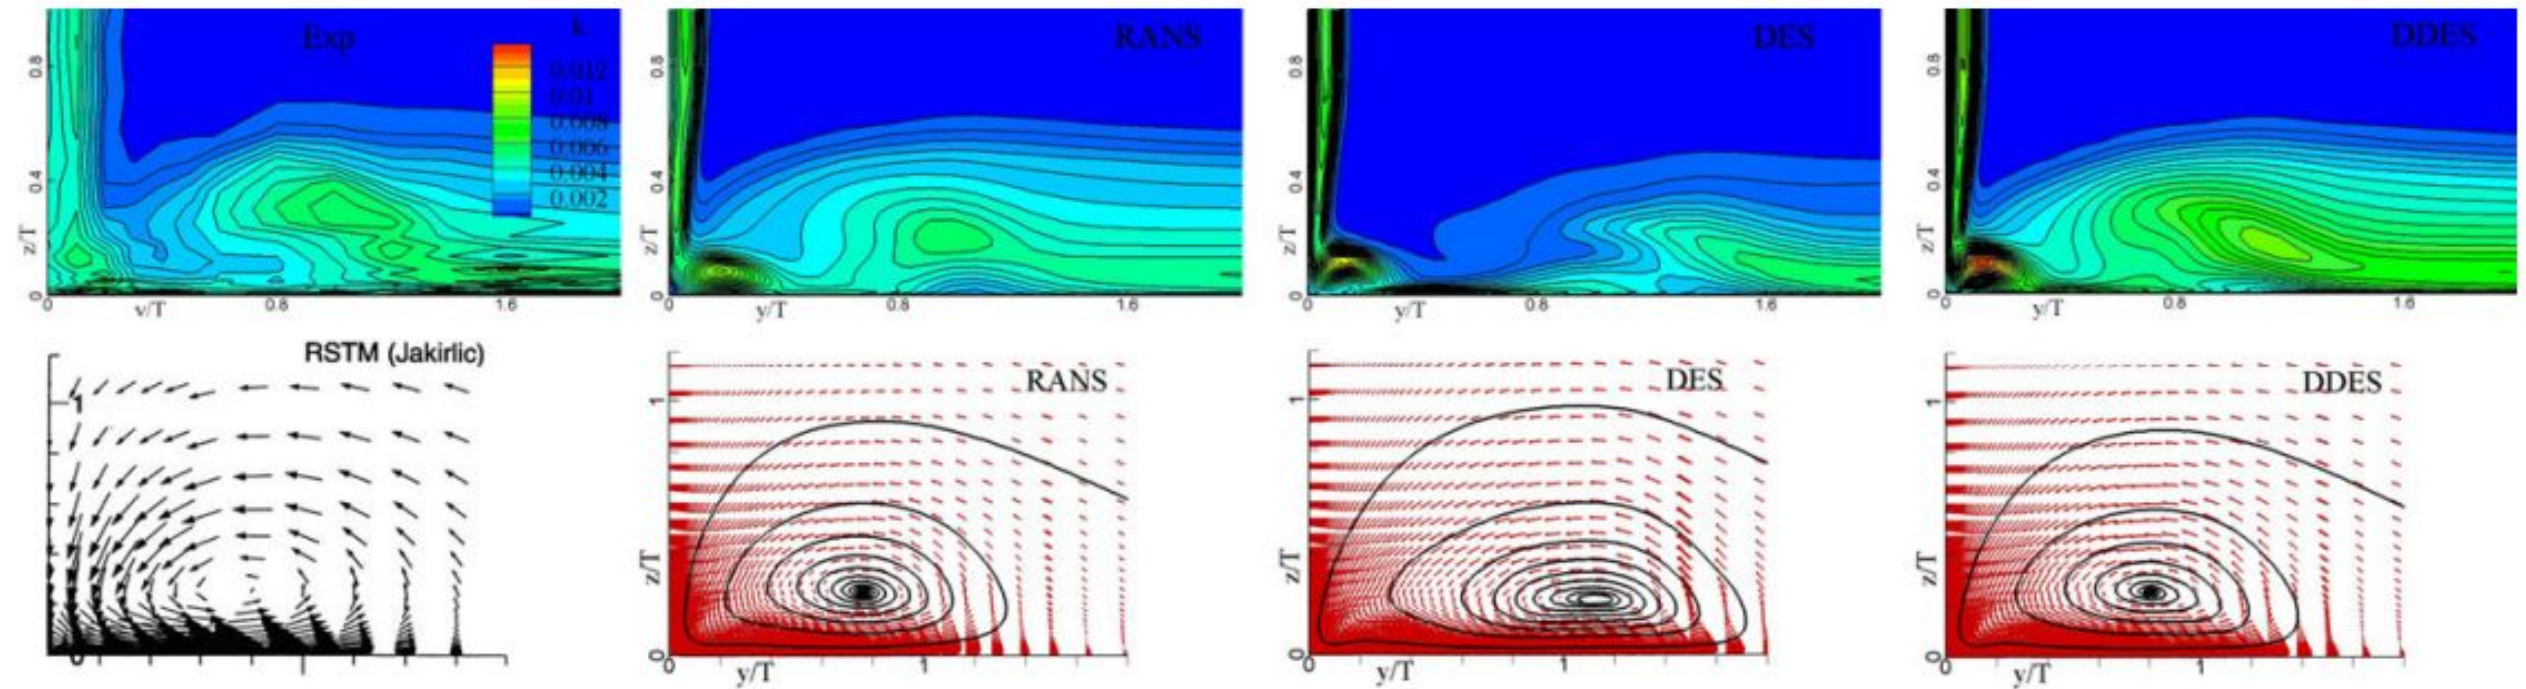 Exp
k
0.012
0.01
0.008
0.006
0.004
0.002
0.8
0.4
z/T
0
0
y/T
0.8
1.6
RANS
0.8
0.4
z/T
0
0
y/T
0.8
1.6
DES
0.8
0.4
z/T
0
0
y/T
0.8
1.6
DDES
0.8
0.4
z/T
0
0
y/T
0.8
1.6
RSTM (Jakirlic)
1
0
RANS
1
z/T
0
0
y/T
1
DES
1
z/T
0
0
y/T
1
DDES
1
z/T
0
0
y/T
1